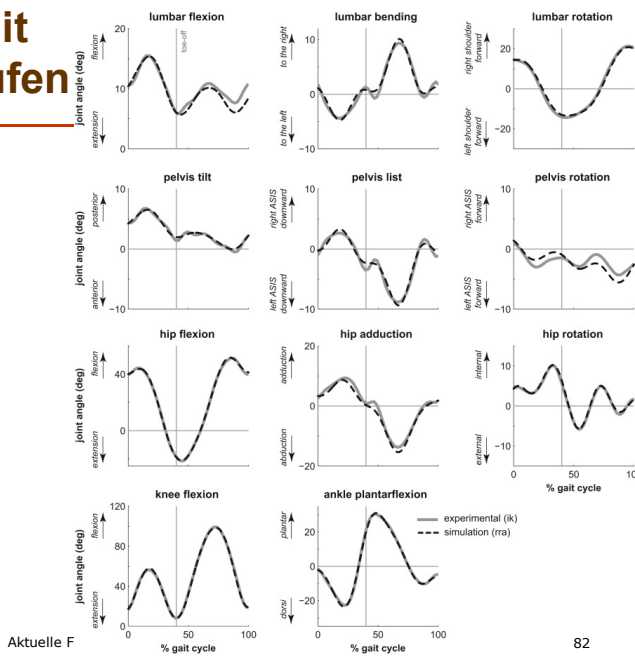 it
ufen
lumbar flexion
lumbar bending
lumbar rotation
joint angle (deg)
flexion
extension
20
10
0
toe-off
to the right
to the left
10
0
−10
right shoulder
forward
left shoulder
forward
20
0
−20
pelvis tilt
pelvis list
pelvis rotation
joint angle (deg)
posterior
anterior
10
0
−10
right ASIS
downward
left ASIS
downward
10
0
−10
right ASIS
forward
left ASIS
forward
10
0
−10
hip flexion
hip adduction
hip rotation
joint angle (deg)
flexion
extension
40
0
adduction
abduction
20
0
−20
internal
external
10
0
−10
0 50 100
% gait cycle
knee flexion
ankle plantarflexion
joint angle (deg)
flexion
extension
120
80
40
0
0 50 100
% gait cycle
plantar
dorsi
20
0
−20
0 50 100
% gait cycle
experimental (ik)
simulation (rra)
Aktuelle F
82